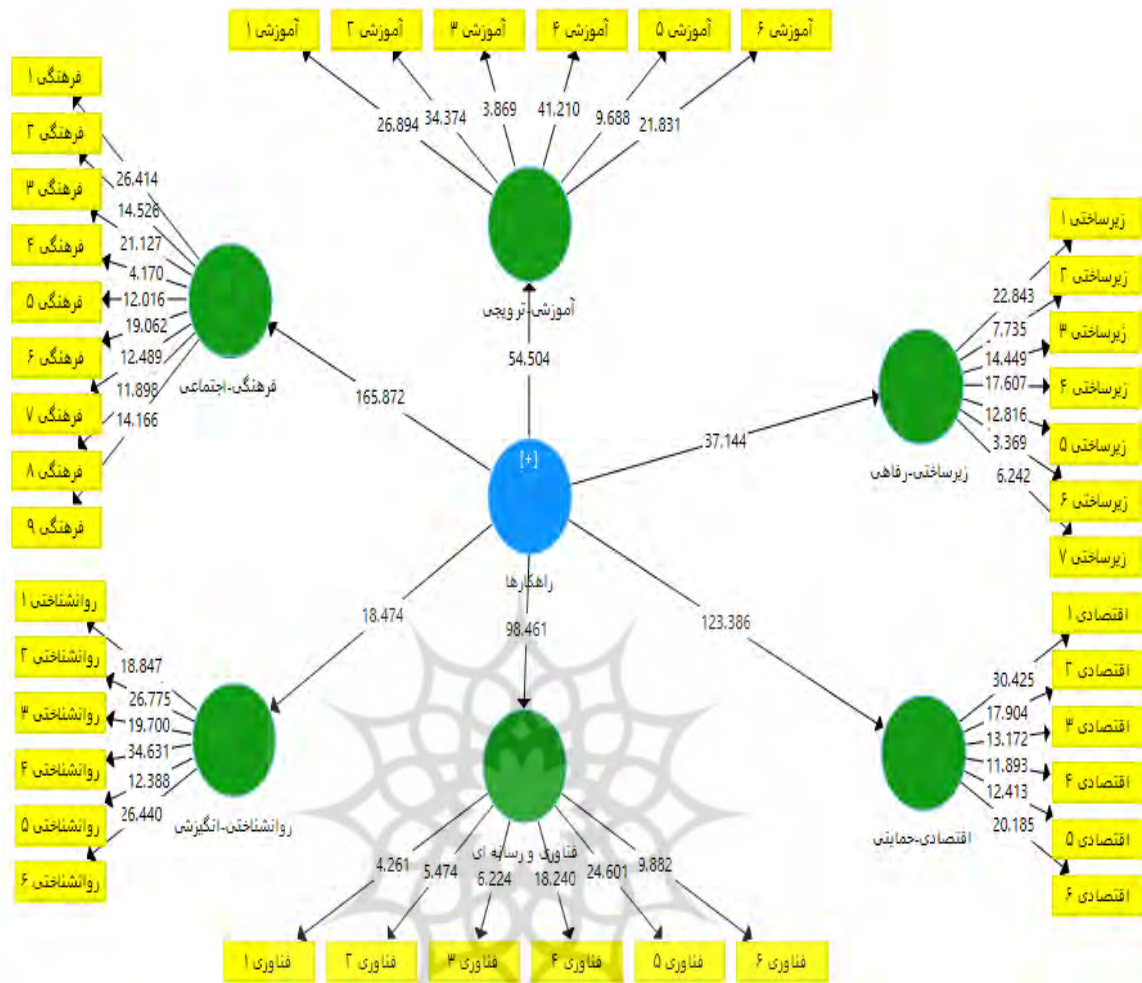 آموزشی ۱
آموزشی ۲
آموزشی ۳
آموزشی ۴
آموزشی ۵
آموزشی ۶
26.894
34.374
3.869
41.210
9.688
21.831
آموزشی-ترویجی
54.504
فرهنگی ۱
فرهنگی ۲
فرهنگی ۳
فرهنگی ۴
فرهنگی ۵
فرهنگی ۶
فرهنگی ۷
فرهنگی ۸
فرهنگی ۹
26.414
14.526
21.127
4.170
12.016
19.062
12.489
11.898
14.166
فرهنگی-اجتماعی
165.872
زیرساختی ۱
زیرساختی ۲
زیرساختی ۳
زیرساختی ۴
زیرساختی ۵
زیرساختی ۶
زیرساختی ۷
22.843
7.735
14.449
17.607
12.816
3.369
6.242
زیرساختی-رفاهی
37.144
[+]
راهکارها
18.474
98.461
123.386
روانشناختی ۱
روانشناختی ۲
روانشناختی ۳
روانشناختی ۴
روانشناختی ۵
روانشناختی ۶
18.847
26.775
19.700
34.631
12.388
26.440
روانشناختی-انگیزشی
فناوری و رسانه ای
4.261
5.474
6.224
18.240
24.601
9.882
فناوری ۱
فناوری ۲
فناوری ۳
فناوری ۴
فناوری ۵
فناوری ۶
اقتصادی ۱
اقتصادی ۲
اقتصادی ۳
اقتصادی ۴
اقتصادی ۵
اقتصادی ۶
30.425
17.904
13.172
11.893
12.413
20.185
اقتصادی-حمایتی